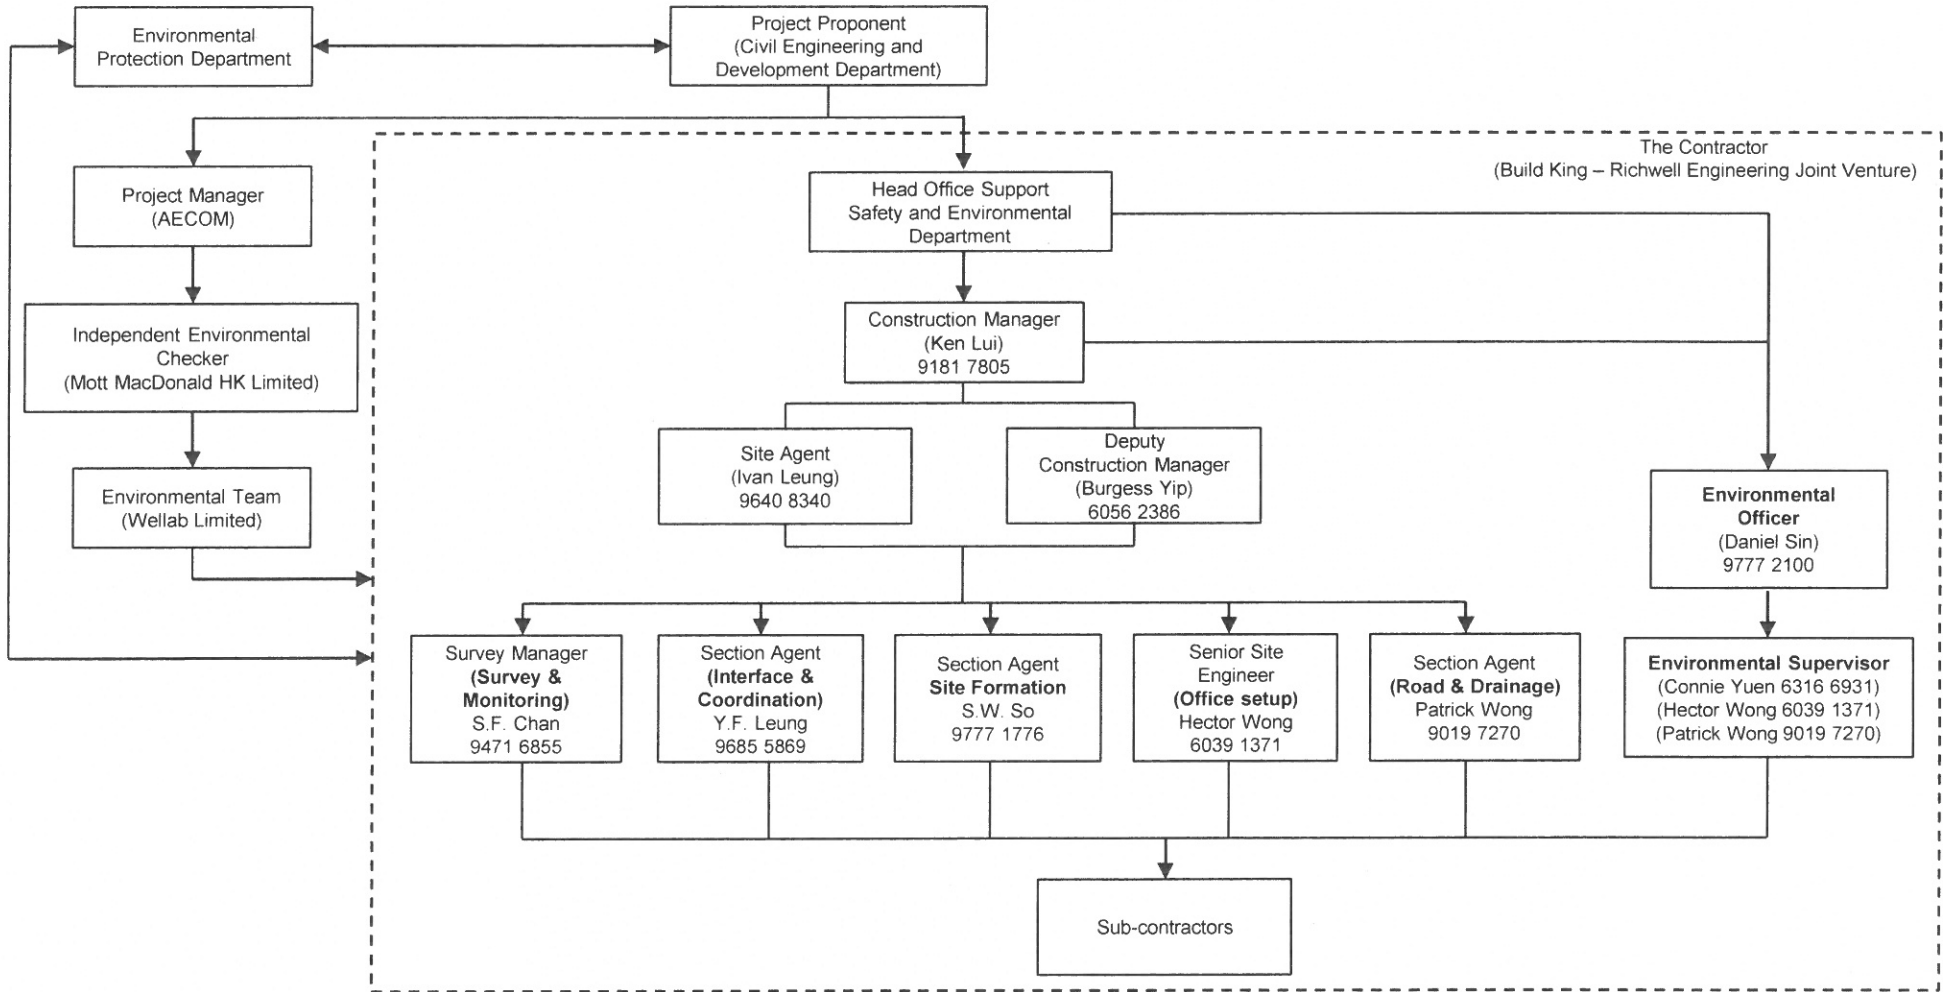 Environmental
Protection Department
Project Proponent
(Civil Engineering and
Development Department)
The Contractor
(Build King – Richwell Engineering Joint Venture)
Project Manager
(AECOM)
Head Office Support
Safety and Environmental
Department
Independent Environmental
Checker
(Mott MacDonald HK Limited)
Construction Manager
(Ken Lui)
9181 7805
Environmental Team
(Wellab Limited)
Site Agent
(Ivan Leung)
9640 8340
Deputy
Construction Manager
(Burgess Yip)
6056 2386
Environmental
Officer
(Daniel Sin)
9777 2100
Survey Manager
(Survey &
Monitoring)
S.F. Chan
9471 6855
Section Agent
(Interface &
Coordination)
Y.F. Leung
9685 5869
Section Agent
Site Formation
S.W. So
9777 1776
Senior Site
Engineer
(Office setup)
Hector Wong
6039 1371
Section Agent
(Road & Drainage)
Patrick Wong
9019 7270
Environmental Supervisor
(Connie Yuen 6316 6931)
(Hector Wong 6039 1371)
(Patrick Wong 9019 7270)
Sub-contractors